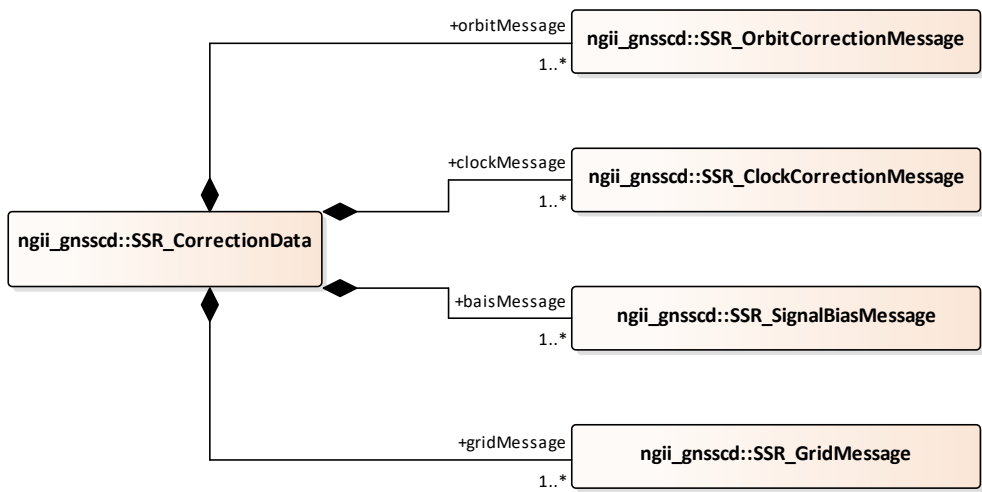 +orbitMessage
ngii_gnsscd::SSR_OrbitCorrectionMessage
1..*
+clockMessage
ngii_gnsscd::SSR_ClockCorrectionMessage
1..*
ngii_gnsscd::SSR_CorrectionData
+baisMessage
ngii_gnsscd::SSR_SignalBiasMessage
1..*
+gridMessage
ngii_gnsscd::SSR_GridMessage
1..*